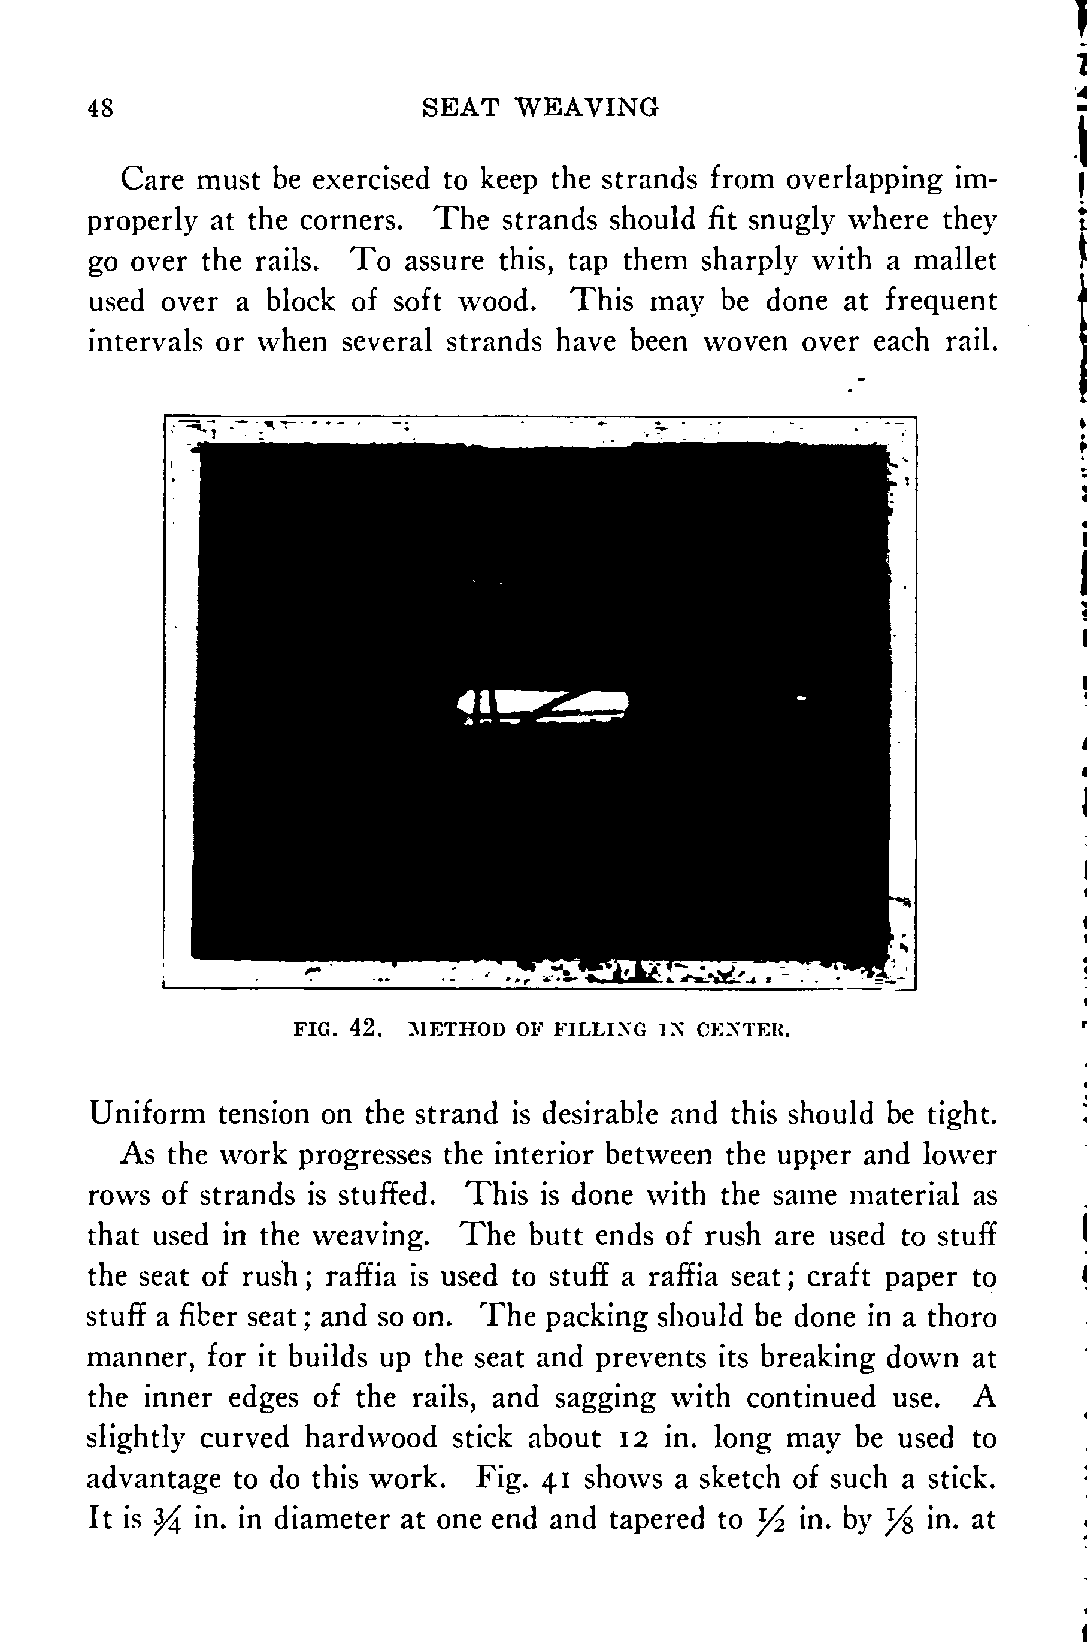 48 SEAT WEAVING
Care must be exercised to keep the strands from overlapping im-
properly at the corners. The strands should fit snugly where they
go over the rails. To assure this, tap them sharply with a mallet
used over a block of soft wood. This may be done at frequent
intervals or when several strands have been woven over each rail.
FIG. 42. METHOD OF FILLING IN CENTER.
Uniform tension on the strand is desirable and this should be tight.
As the work progresses the interior between the upper and lower
rows of strands is stuffed. This is done with the same material as
that used in the weaving. The butt ends of rush are used to stuff
the seat of rush; raffia is used to stuff a raffia seat; craft paper to
stuff a fiber seat; and so on. The packing should be done in a thoro
manner, for it builds up the seat and prevents its breaking down at
the inner edges of the rails, and sagging with continued use. A
slightly curved hardwood stick about 12 in. long may be used to
advantage to do this work. Fig. 41 shows a sketch of such a stick.
It is ¾ in. in diameter at one end and tapered to ½ in. by ⅛ in. at